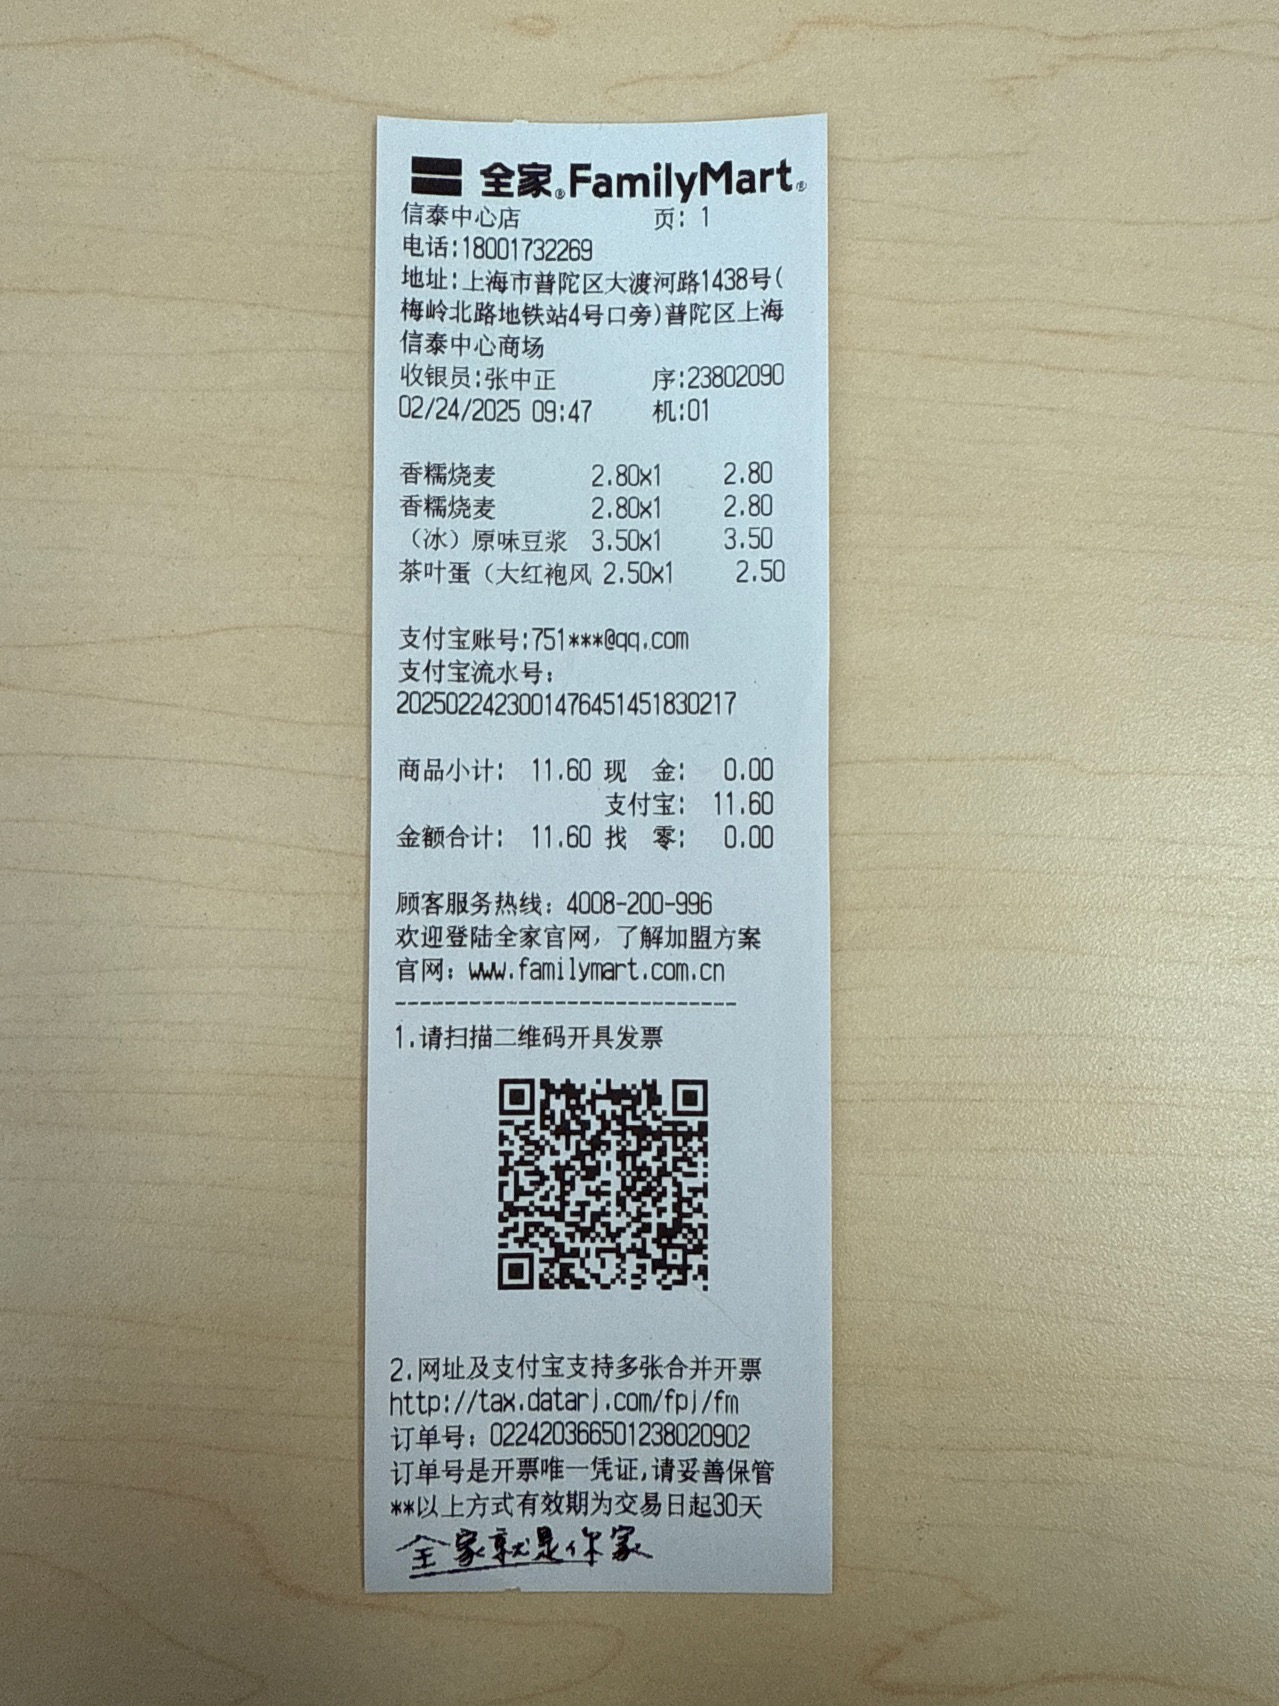 全家®FamilyMart®
信泰中心店 页: 1
电话:18001732269
地址:上海市普陀区大渡河路1438号(
梅岭北路地铁站4号口旁)普陀区上海
信泰中心商场
收银员:张中正 序:23802090
02/24/2025 09:47 机:01
香糯烧麦 2.80x1 2.80
香糯烧麦 2.80x1 2.80
（冰）原味豆浆 3.50x1 3.50
茶叶蛋（大红袍风 2.50x1 2.50
支付宝账号:751***@qq.com
支付宝流水号:
2025022423001476451451830217
商品小计: 11.60 现 金: 0.00
支付宝: 11.60
金额合计: 11.60 找 零: 0.00
顾客服务热线：4008-200-996
欢迎登陆全家官网，了解加盟方案
官网：www.familymart.com.cn
----------------------------
1.请扫描二维码开具发票
2.网址及支付宝支持多张合并开票
http://tax.datarj.com/fpj/fm
订单号：022420366501238020902
订单号是开票唯一凭证,请妥善保管
**以上方式有效期为交易日起30天
全家就是你家